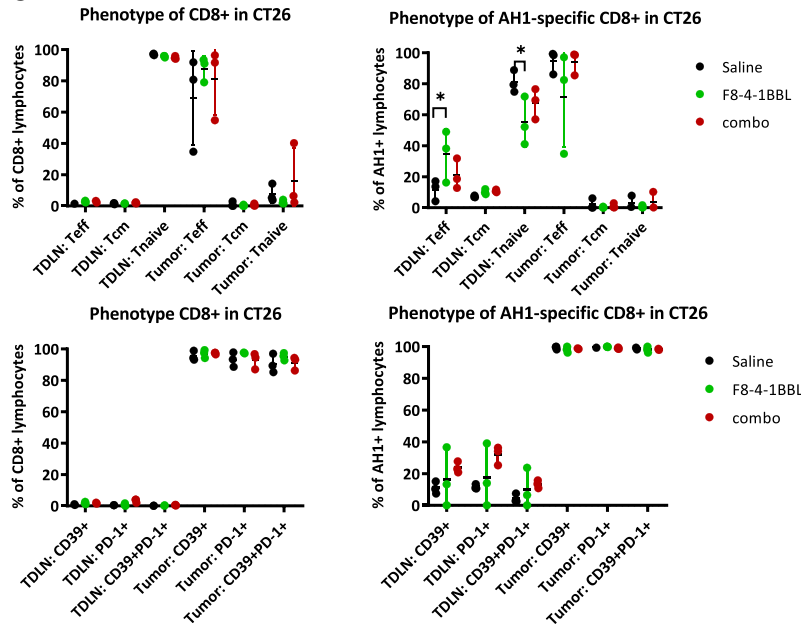 Phenotype of CD8+ in CT26
% of CD8+ lymphocytes
100
80
60
40
20
0
TDLN: Teff
TDLN: Tcm
TDLN: Tnaive
Tumor: Teff
Tumor: Tcm
Tumor: Tnaive
Phenotype of AH1-specific CD8+ in CT26
% of AH1+ lymphocytes
100
80
60
40
20
0
*
*
TDLN: Teff
TDLN: Tcm
TDLN: Tnaive
Tumor: Teff
Tumor: Tcm
Tumor: Tnaive
Saline
F8-4-1BBL
combo
Phenotype CD8+ in CT26
% of CD8+ lymphocytes
100
80
60
40
20
0
TDLN: CD39+
TDLN: PD-1+
TDLN: CD39+PD-1+
Tumor: CD39+
Tumor: PD-1+
Tumor: CD39+PD-1+
Phenotype of AH1-specific CD8+ in CT26
% of AH1+ lymphocytes
100
80
60
40
20
0
TDLN: CD39+
TDLN: PD-1+
TDLN: CD39+PD-1+
Tumor: CD39+
Tumor: PD-1+
Tumor: CD39+PD-1+
Saline
F8-4-1BBL
combo